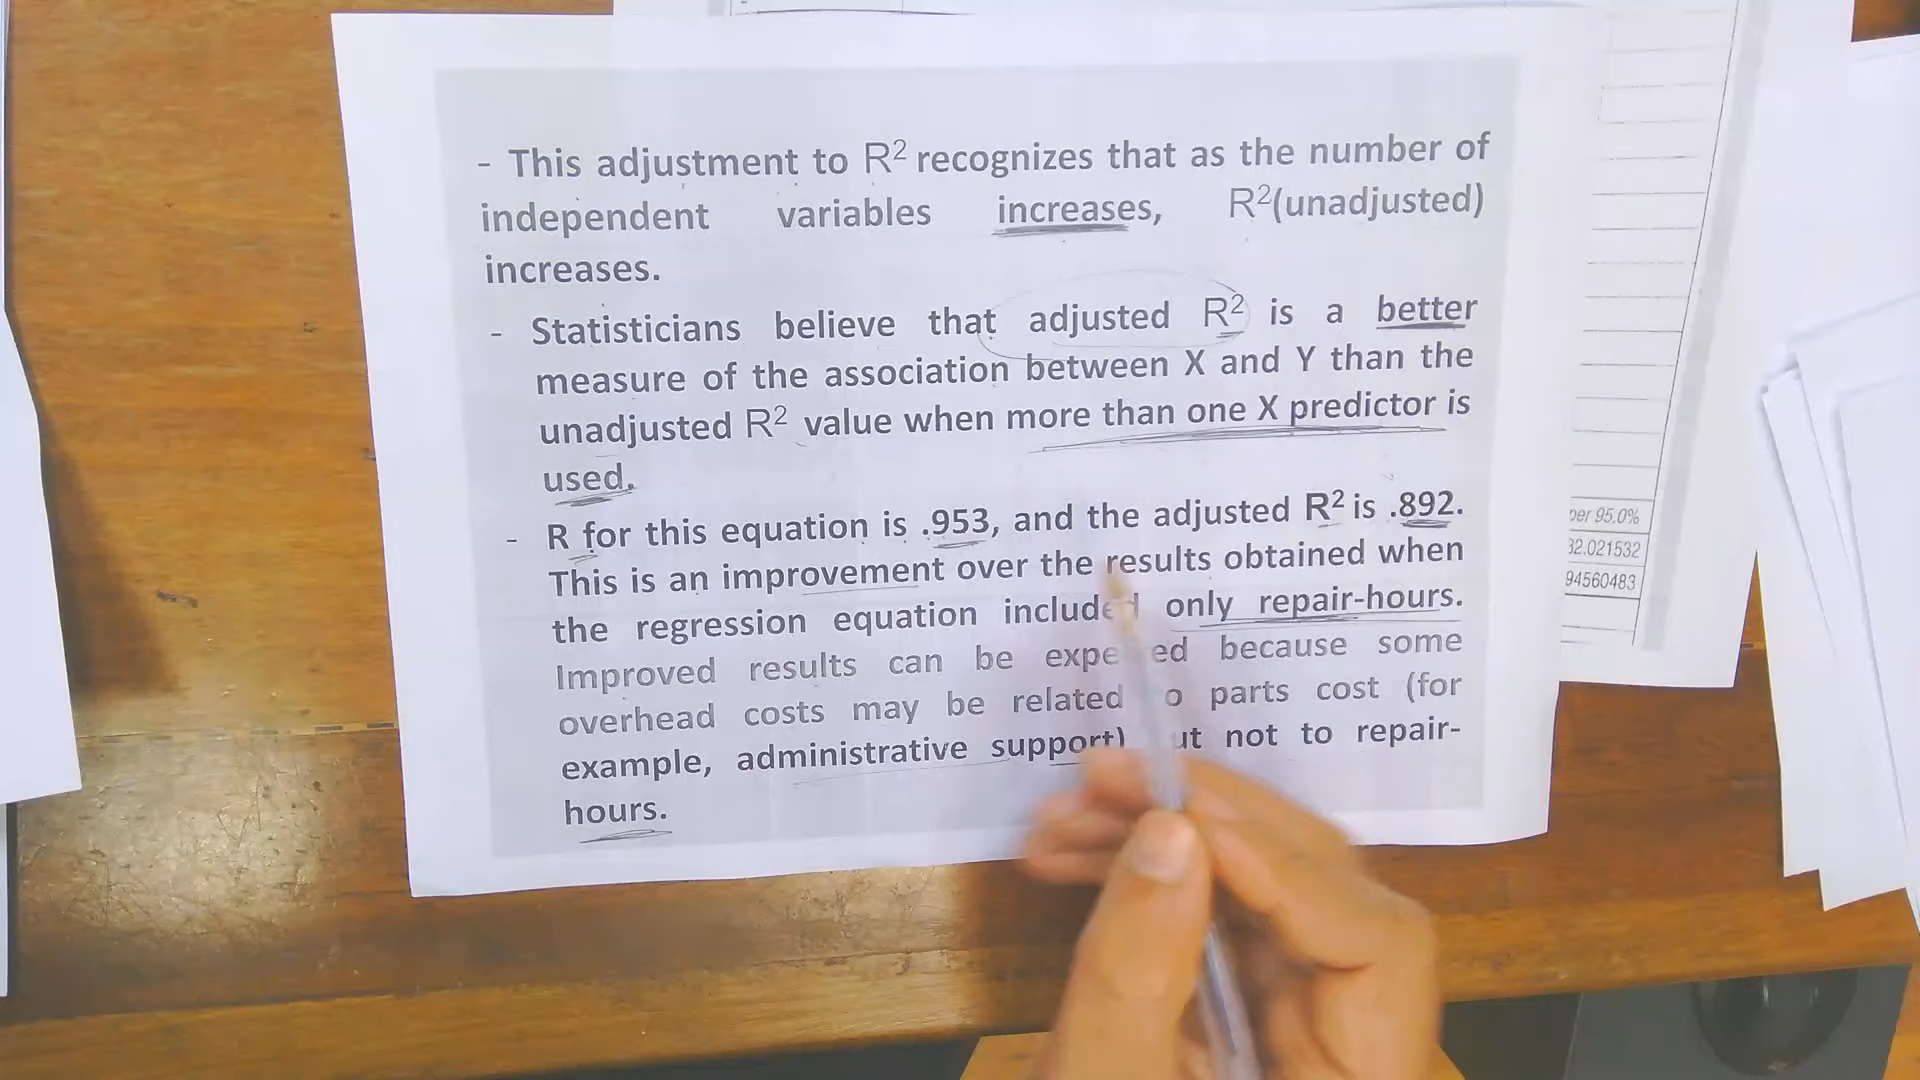 - This adjustment to R² recognizes that as the number of
independent variables increases, R²(unadjusted)
increases.
- Statisticians believe that adjusted R² is a better
measure of the association between X and Y than the
unadjusted R² value when more than one X predictor is
used.
- R for this equation is .953, and the adjusted R² is .892.
This is an improvement over the results obtained when
the regression equation only repair-hours.
Improved results can be because some
overhead costs may be related parts cost (for
example, administrative support) not to repair-
hours.
per 95.0%
32.021532
94560483